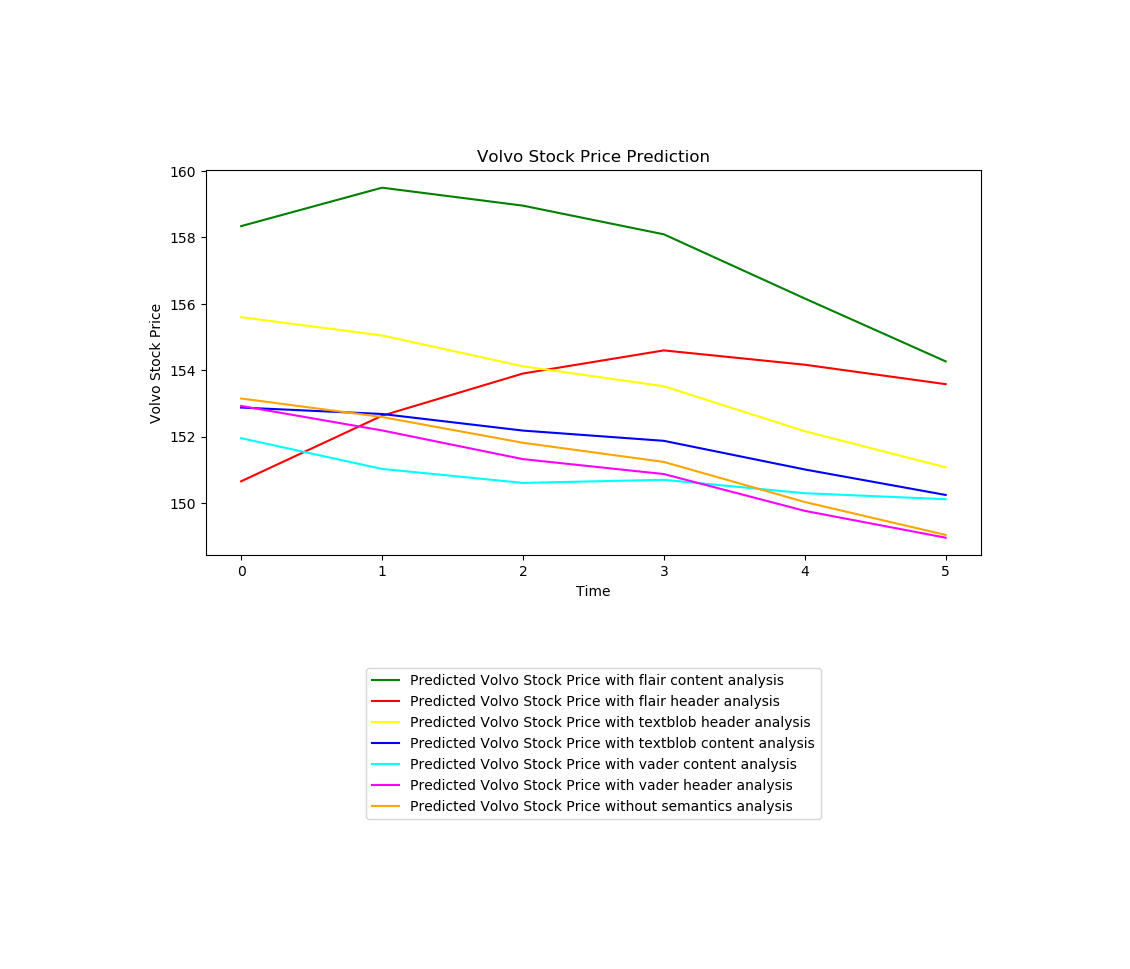 Volvo Stock Price Prediction
160
158
156
154
152
150
Volvo Stock Price
0 1 2 3 4 5
Time
Predicted Volvo Stock Price with flair content analysis
Predicted Volvo Stock Price with flair header analysis
Predicted Volvo Stock Price with textblob header analysis
Predicted Volvo Stock Price with textblob content analysis
Predicted Volvo Stock Price with vader content analysis
Predicted Volvo Stock Price with vader header analysis
Predicted Volvo Stock Price without semantics analysis